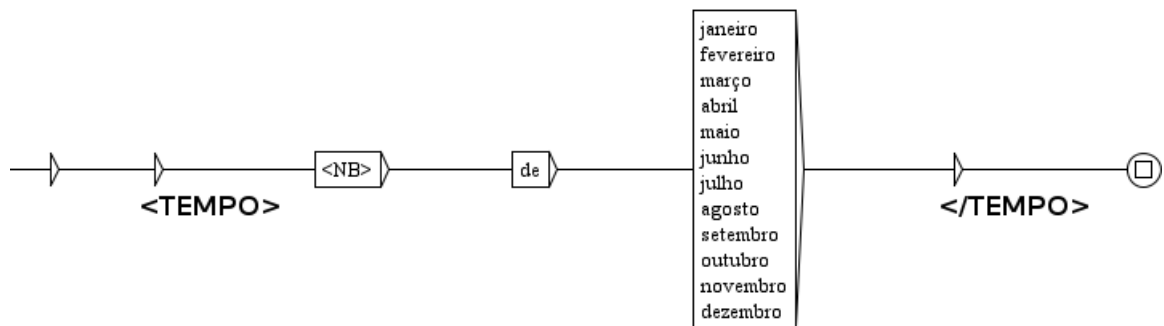 <TEMPO>
<NB>
de
janeiro
fevereiro
março
abril
maio
junho
julho
agosto
setembro
outubro
novembro
dezembro
</TEMPO>